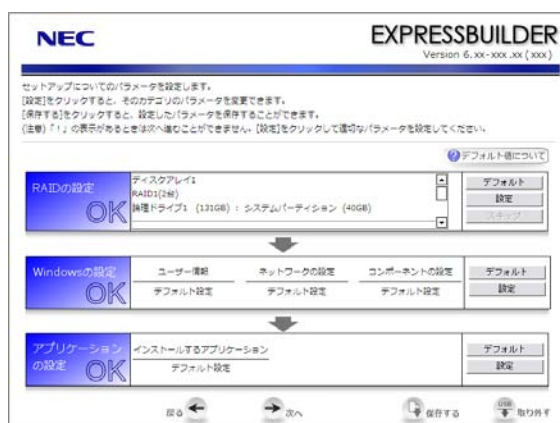 NEC
EXPRESSBUILDER
Version 6.xx-xxx.xx (xxx)
セットアップについてのパラメータを設定します。
[設定]をクリックすると、そのカテゴリのパラメータを変更できます。
[保存する]をクリックすると、設定したパラメータを保存することができます。
(注意)「！」の表示があるときは次へ進むことができません。[設定]をクリックして適切なパラメータを設定してください。
デフォルト値について
RAIDの設定
OK
ディスクアレイ1
RAID1(2台)
論理ドライブ1 (131GB) : システムパーティション (40GB)
デフォルト
設定
スキップ
Windowsの設定
OK
ユーザー情報 ネットワークの設定 コンポーネントの設定
デフォルト設定 デフォルト設定 デフォルト設定
デフォルト
設定
アプリケーション
の設定 OK
インストールするアプリケーション
デフォルト設定
デフォルト
設定
戻る 次へ 保存する USB 取り外す